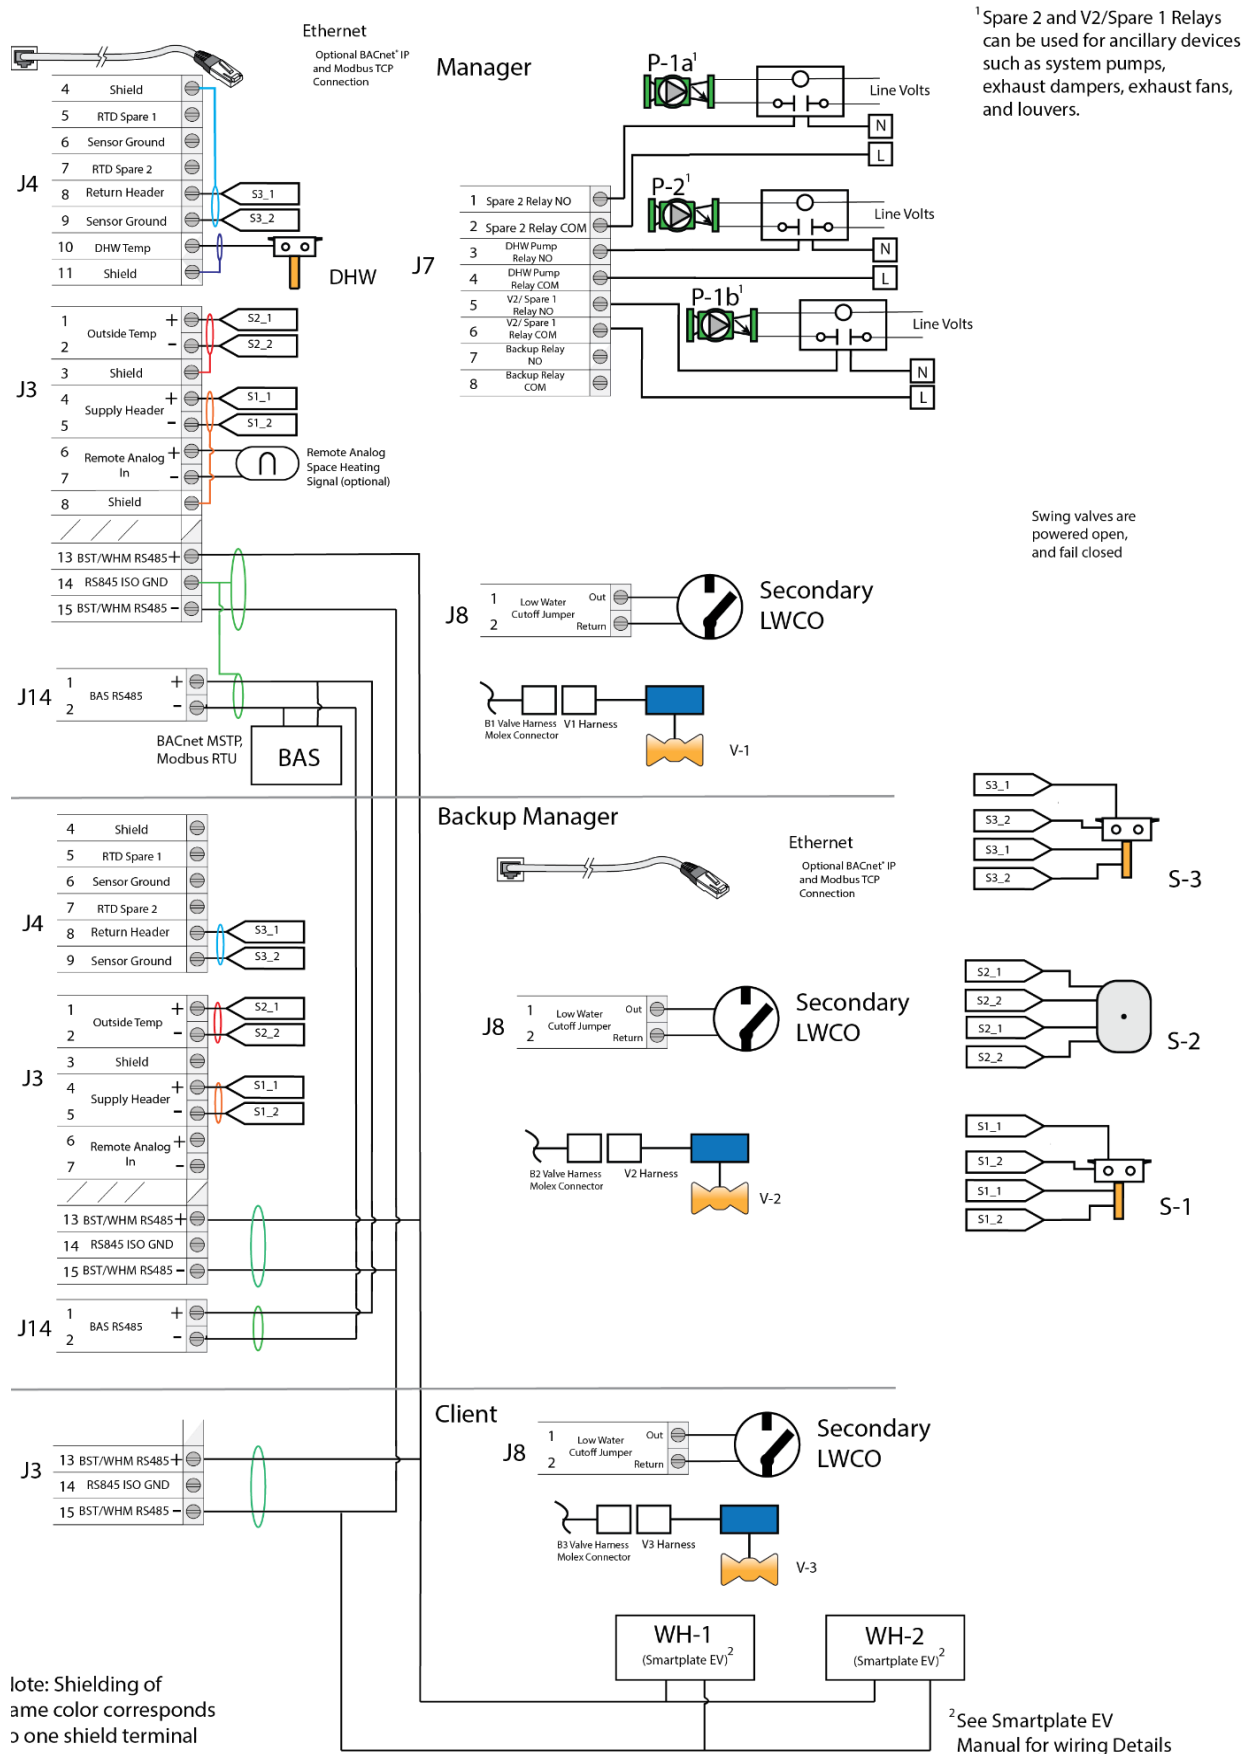 Ethernet
Optional BACnet® IP
and Modbus TCP
Connection
Manager
1 Spare 2 and V2/Spare 1 Relays
can be used for ancillary devices
such as system pumps,
exhaust dampers, exhaust fans,
and louvers.
J4
4 Shield
5 RTD Spare 1
6 Sensor Ground
7 RTD Spare 2
8 Return Header
S3_1
9 Sensor Ground
S3_2
10 DHW Temp
11 Shield
DHW
J3
1 Outside Temp +
2 −
S2_1
S2_2
3 Shield
4 Supply Header +
5 −
S1_1
S1_2
6 Remote Analog +
7 In −
Remote Analog
Space Heating
Signal (optional)
8 Shield
13 BST/WHM RS485 +
14 RS845 ISO GND
15 BST/WHM RS485 −
J14
1 BAS RS485 +
2 −
BACnet MSTP,
Modbus RTU
BAS
P-1a1
Line Volts
N
L
P-21
Line Volts
N
L
P-1b1
Line Volts
N
L
J7
1 Spare 2 Relay NO
2 Spare 2 Relay COM
3 DHW Pump
Relay NO
4 DHW Pump
Relay COM
5 V2/ Spare 1
Relay NO
6 V2/ Spare 1
Relay COM
7 Backup Relay
NO
8 Backup Relay
COM
Swing valves are
powered open,
and fail closed
J8
1 Low Water Out
2 Cutoff Jumper Return
Secondary
LWCO
B1 Valve Harness
Molex Connector
V1 Harness
V-1
Backup Manager
Ethernet
Optional BACnet® IP
and Modbus TCP
Connection
J4
4 Shield
5 RTD Spare 1
6 Sensor Ground
7 RTD Spare 2
8 Return Header
S3_1
9 Sensor Ground
S3_2
J3
1 Outside Temp +
2 −
S2_1
S2_2
3 Shield
4 Supply Header +
5 −
S1_1
S1_2
6 Remote Analog +
7 In −
13 BST/WHM RS485 +
14 RS845 ISO GND
15 BST/WHM RS485 −
J14
1 BAS RS485 +
2 −
J8
1 Low Water Out
2 Cutoff Jumper Return
Secondary
LWCO
B2 Valve Harness
Molex Connector
V2 Harness
V-2
S3_1
S3_2
S3_1
S3_2
S-3
S2_1
S2_2
S2_1
S2_2
S-2
S1_1
S1_2
S1_1
S1_2
S-1
Client
J3
13 BST/WHM RS485 +
14 RS845 ISO GND
15 BST/WHM RS485 −
J8
1 Low Water Out
2 Cutoff Jumper Return
Secondary
LWCO
B3 Valve Harness
Molex Connector
V3 Harness
V-3
WH-1
(Smartplate EV)2
WH-2
(Smartplate EV)2
lote: Shielding of
ame color corresponds
o one shield terminal
2 See Smartplate EV
Manual for wiring Details